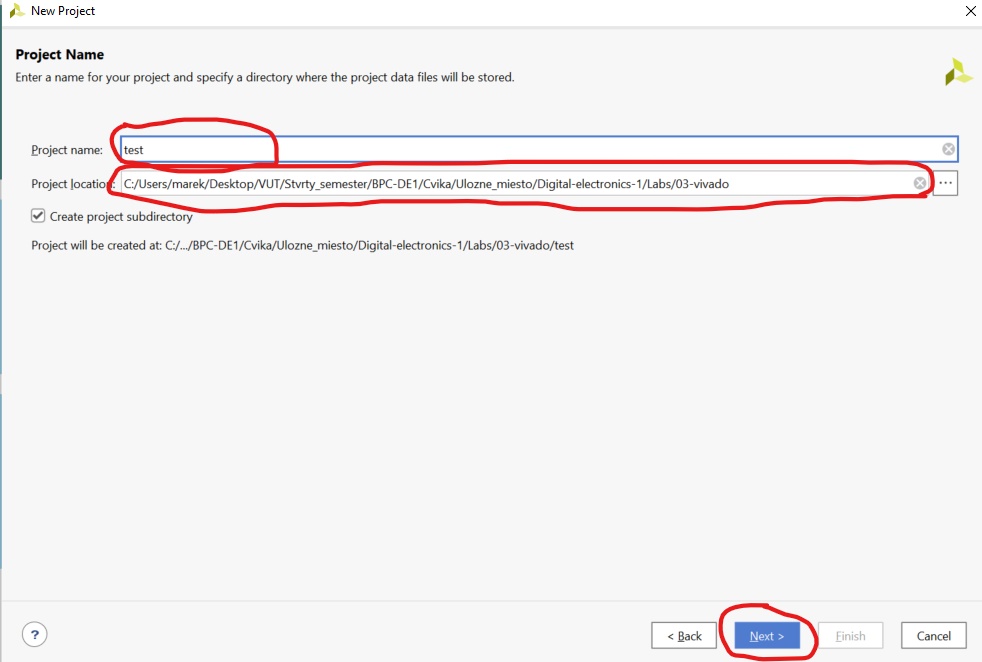 New Project
Project Name
Enter a name for your project and specify a directory where the project data files will be stored.
Project name: test
Project location: C:/Users/marek/Desktop/VUT/Stvrty_semester/BPC-DE1/Cvika/Ulozne_miesto/Digital-electronics-1/Labs/03-vivado ...
Create project subdirectory
Project will be created at: C:/.../BPC-DE1/Cvika/Ulozne_miesto/Digital-electronics-1/Labs/03-vivado/test
? < Back Next > Finish Cancel